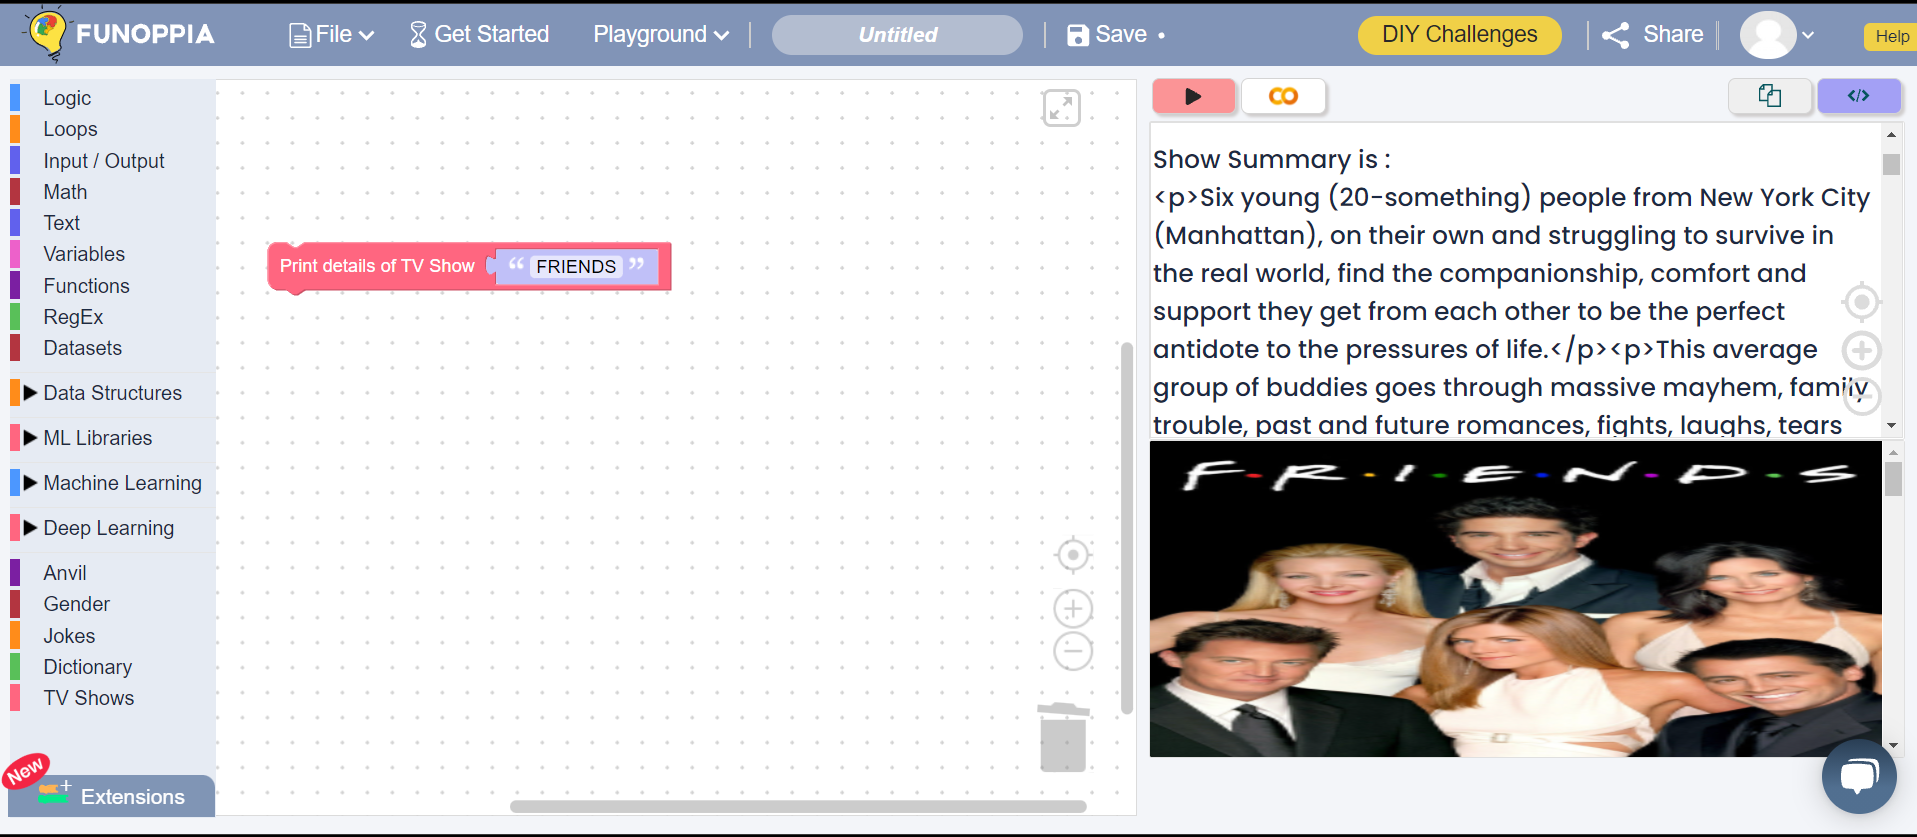 FUNOPPIA
File
Get Started
Playground
Untitled
Save
DIY Challenges
Share
Help
Logic
Loops
Input / Output
Math
Text
Variables
Functions
RegEx
Datasets
Data Structures
ML Libraries
Machine Learning
Deep Learning
Anvil
Gender
Jokes
Dictionary
TV Shows
New
Extensions
Print details of TV Show “ FRIENDS ”
</>
Show Summary is :
<p>Six young (20-something) people from New York City
(Manhattan), on their own and struggling to survive in
the real world, find the companionship, comfort and
support they get from each other to be the perfect
antidote to the pressures of life.</p><p>This average
group of buddies goes through massive mayhem, family
trouble, past and future romances, fights, laughs, tears
F·R·I·E·N·D·S